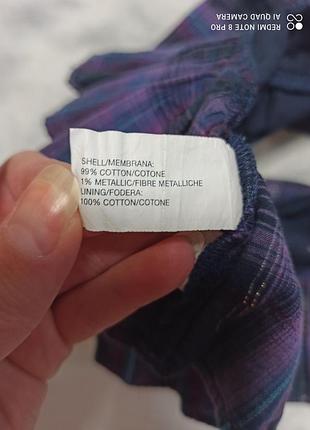 REDMI NOTE 8 PRO
AI QUAD CAMERA
SHELL/MEMBRANA:
99% COTTON/COTONE
1% METALLIC/FIBRE METALLICHE
LINING/FODERA:
100% COTTON/COTONE